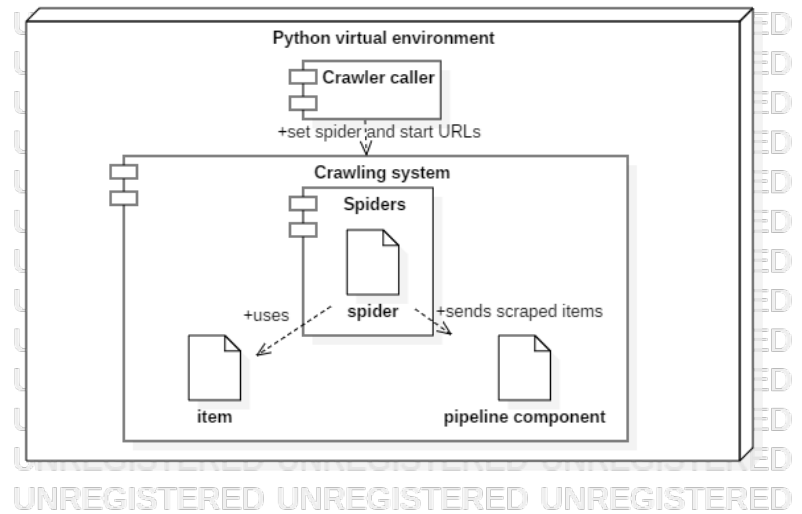 Python virtual environment
Crawler caller
+set spider and start URLs
Crawling system
Spiders
spider
+uses
+sends scraped items
item
pipeline component
UNREGISTERED UNREGISTERED UNREGISTERED